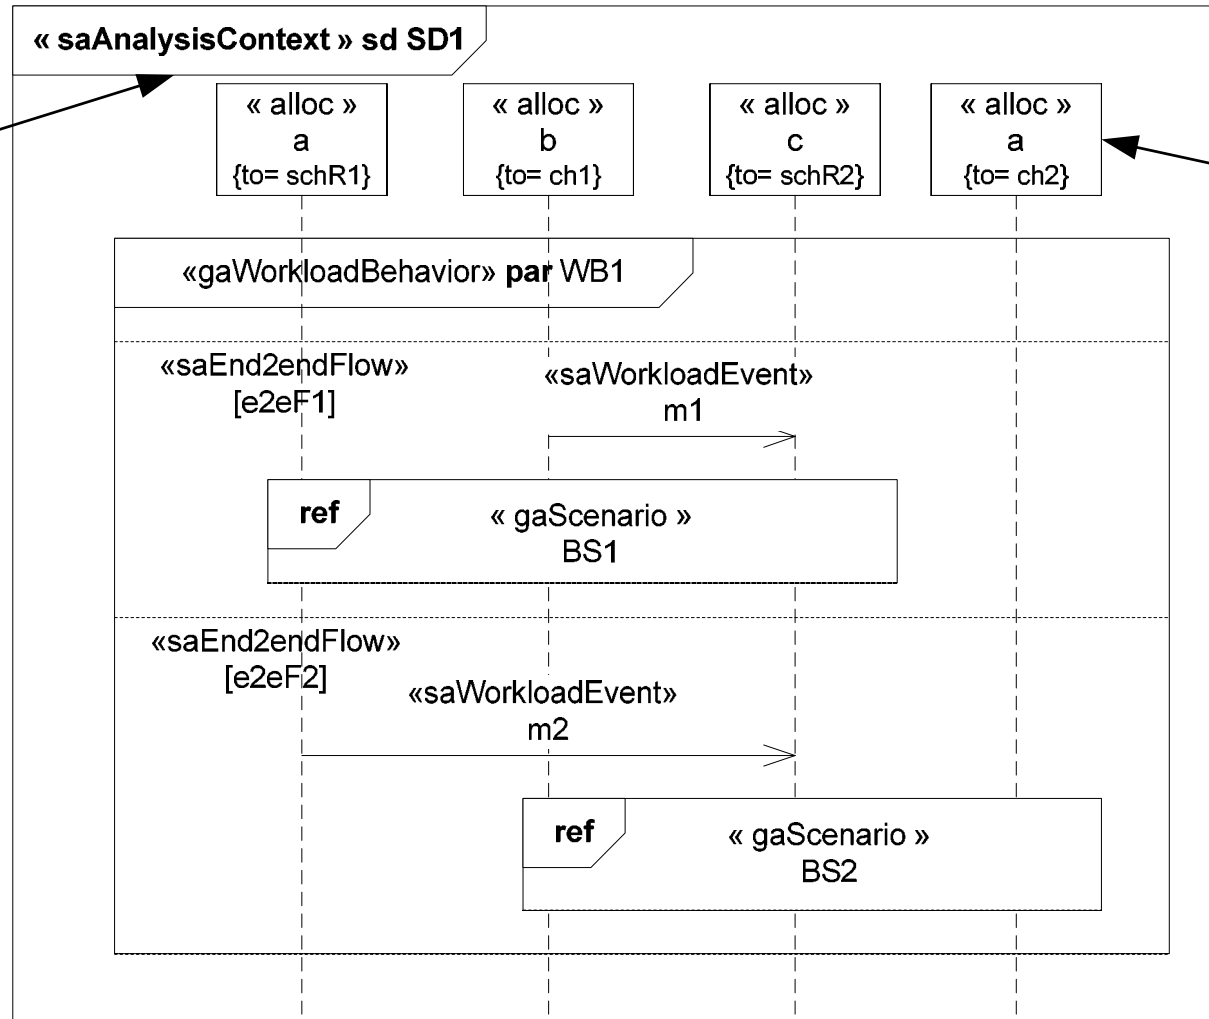 « saAnalysisContext » sd SD1
« alloc »
a
{to= schR1}
« alloc »
b
{to= ch1}
« alloc »
c
{to= schR2}
« alloc »
a
{to= ch2}
«gaWorkloadBehavior» par WB1
«saEnd2endFlow»
[e2eF1]
«saWorkloadEvent»
m1
ref
« gaScenario »
BS1
«saEnd2endFlow»
[e2eF2]
«saWorkloadEvent»
m2
ref
« gaScenario »
BS2